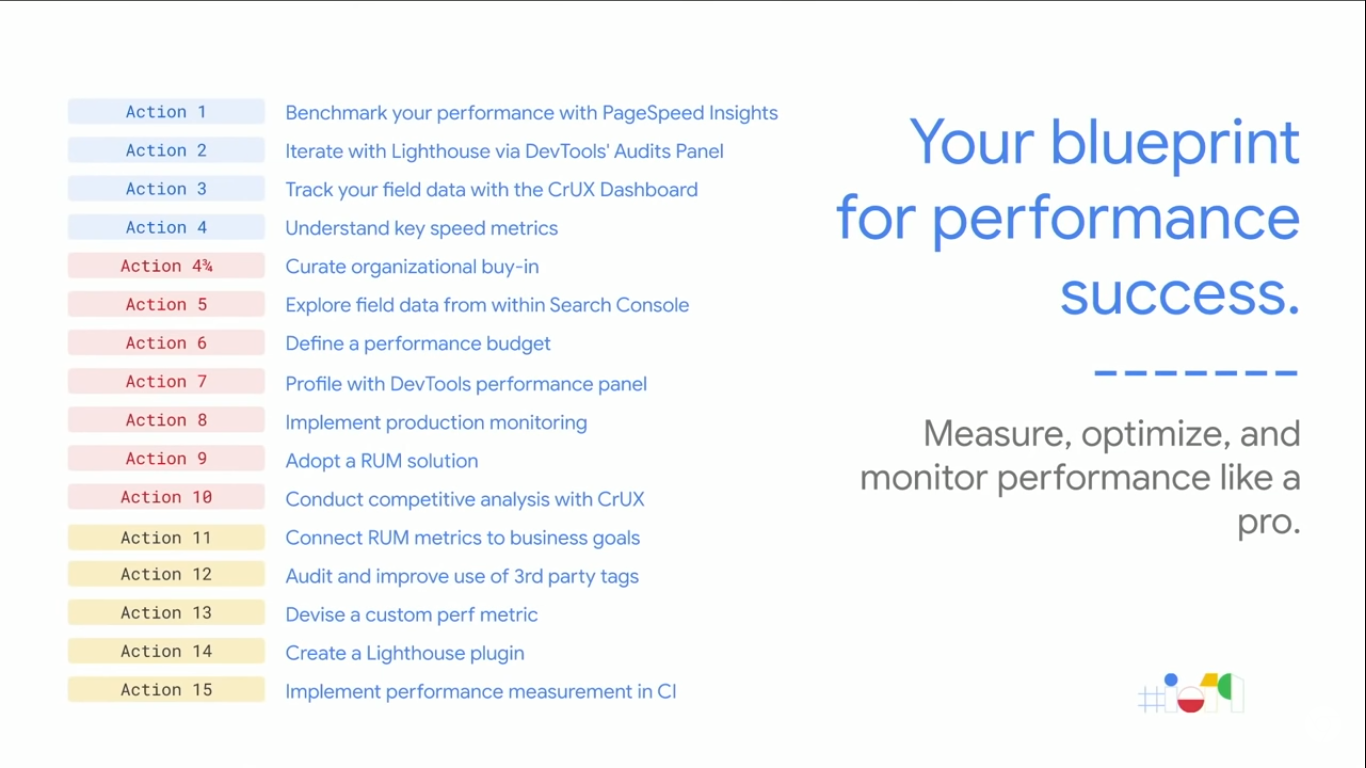 Action 1 Benchmark your performance with PageSpeed Insights
Action 2 Iterate with Lighthouse via DevTools' Audits Panel
Action 3 Track your field data with the CrUX Dashboard
Action 4 Understand key speed metrics
Action 4¾ Curate organizational buy-in
Action 5 Explore field data from within Search Console
Action 6 Define a performance budget
Action 7 Profile with DevTools performance panel
Action 8 Implement production monitoring
Action 9 Adopt a RUM solution
Action 10 Conduct competitive analysis with CrUX
Action 11 Connect RUM metrics to business goals
Action 12 Audit and improve use of 3rd party tags
Action 13 Devise a custom perf metric
Action 14 Create a Lighthouse plugin
Action 15 Implement performance measurement in CI
Your blueprint
for performance
success.
Measure, optimize, and
monitor performance like a
pro.
#io19